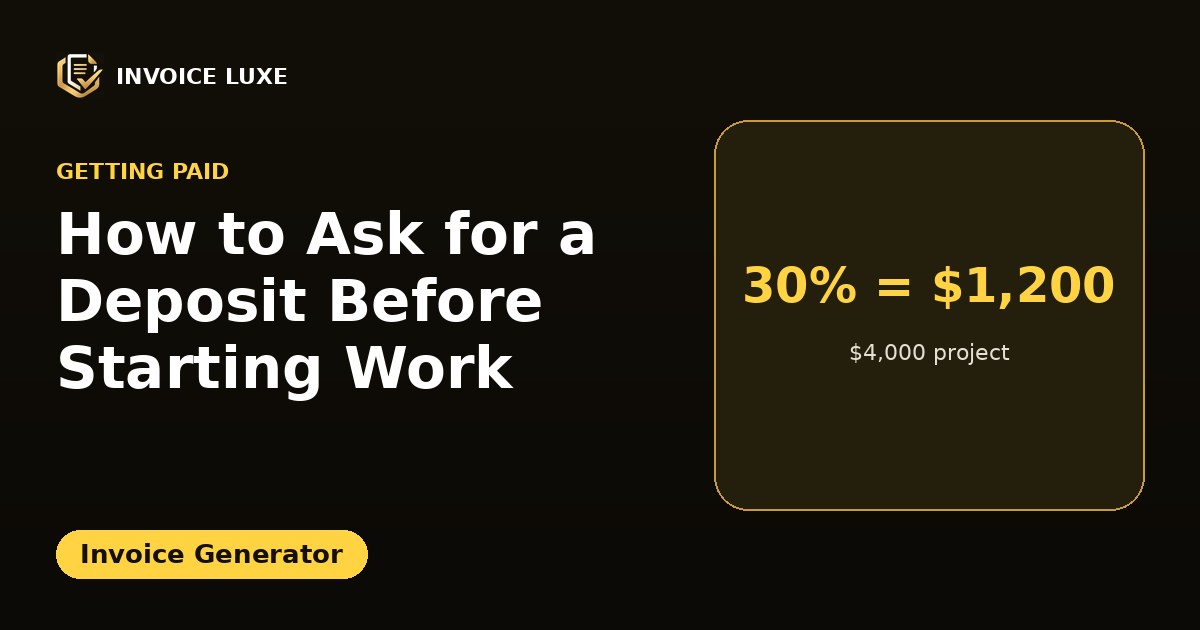 INVOICE LUXE
GETTING PAID
How to Ask for a
Deposit Before
Starting Work
30% = $1,200
$4,000 project
Invoice Generator